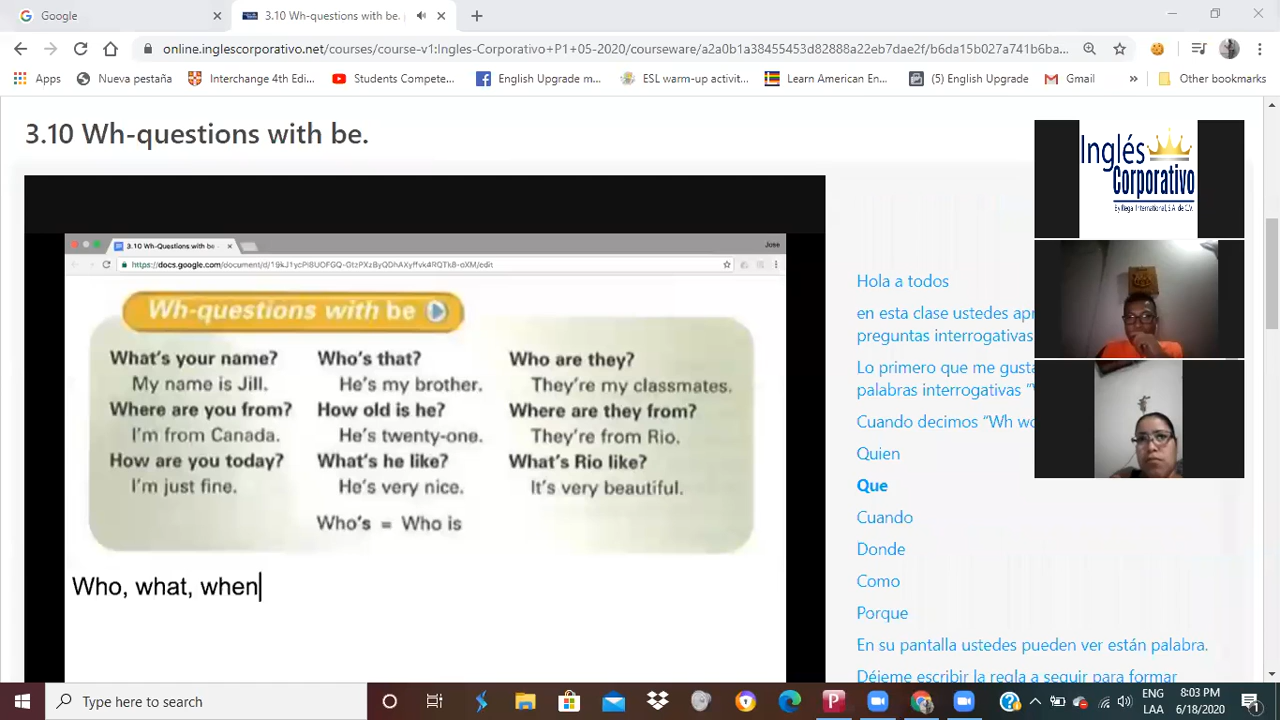 Google
3.10 Wh-questions with be.
online.inglescorporativo.net/courses/course-v1:Ingles-Corporativo+P1+05-2020/courseware/a2a0b1a38455453d82888a22eb7dae2f/b6da15b027a741b6ba...
Apps
Nueva pestaña
Interchange 4th Edi...
Students Compete...
English Upgrade m...
ESL warm-up activit...
Learn American En...
(5) English Upgrade
Gmail
»
Other bookmarks
3.10 Wh-questions with be.
Inglés
Corporativo
3.10 Wh-Questions with be -
Jose
Wh-questions with be
What's your name?
My name is Jill.
Where are you from?
I'm from Canada.
How are you today?
I'm just fine.
Who's that?
He's my brother.
How old is he?
He's twenty-one.
What's he like?
He's very nice.
Who's = Who is
Who are they?
They're my classmates.
Where are they from?
They're from Rio.
What's Rio like?
It's very beautiful.
Who, what, when
Hola a todos
en esta clase ustedes apr
preguntas interrogativas
Lo primero que me gusta
palabras interrogativas "
Cuando decimos "Wh wo
Quien
Que
Cuando
Donde
Como
Porque
En su pantalla ustedes pueden ver están palabra.
Déjeme escribir la regla a seguir para formar
Type here to search
ENG
LAA
8:03 PM
6/18/2020